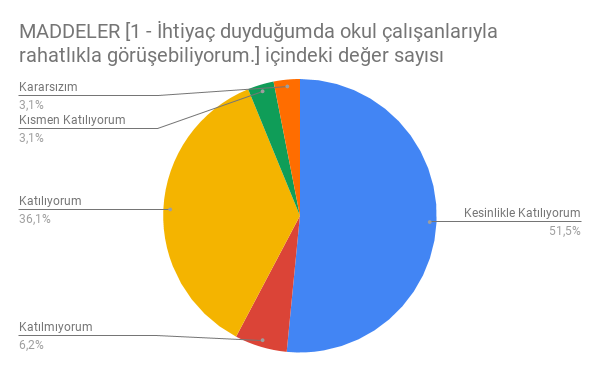 MADDELER [1 - İhtiyaç duyduğumda okul çalışanlarıyla
rahatlıkla görüşebiliyorum.] içindeki değer sayısı
Kararsızım
3,1%
Kısmen Katılıyorum
3,1%
Katılıyorum
36,1%
Kesinlikle Katılıyorum
51,5%
Katılmıyorum
6,2%